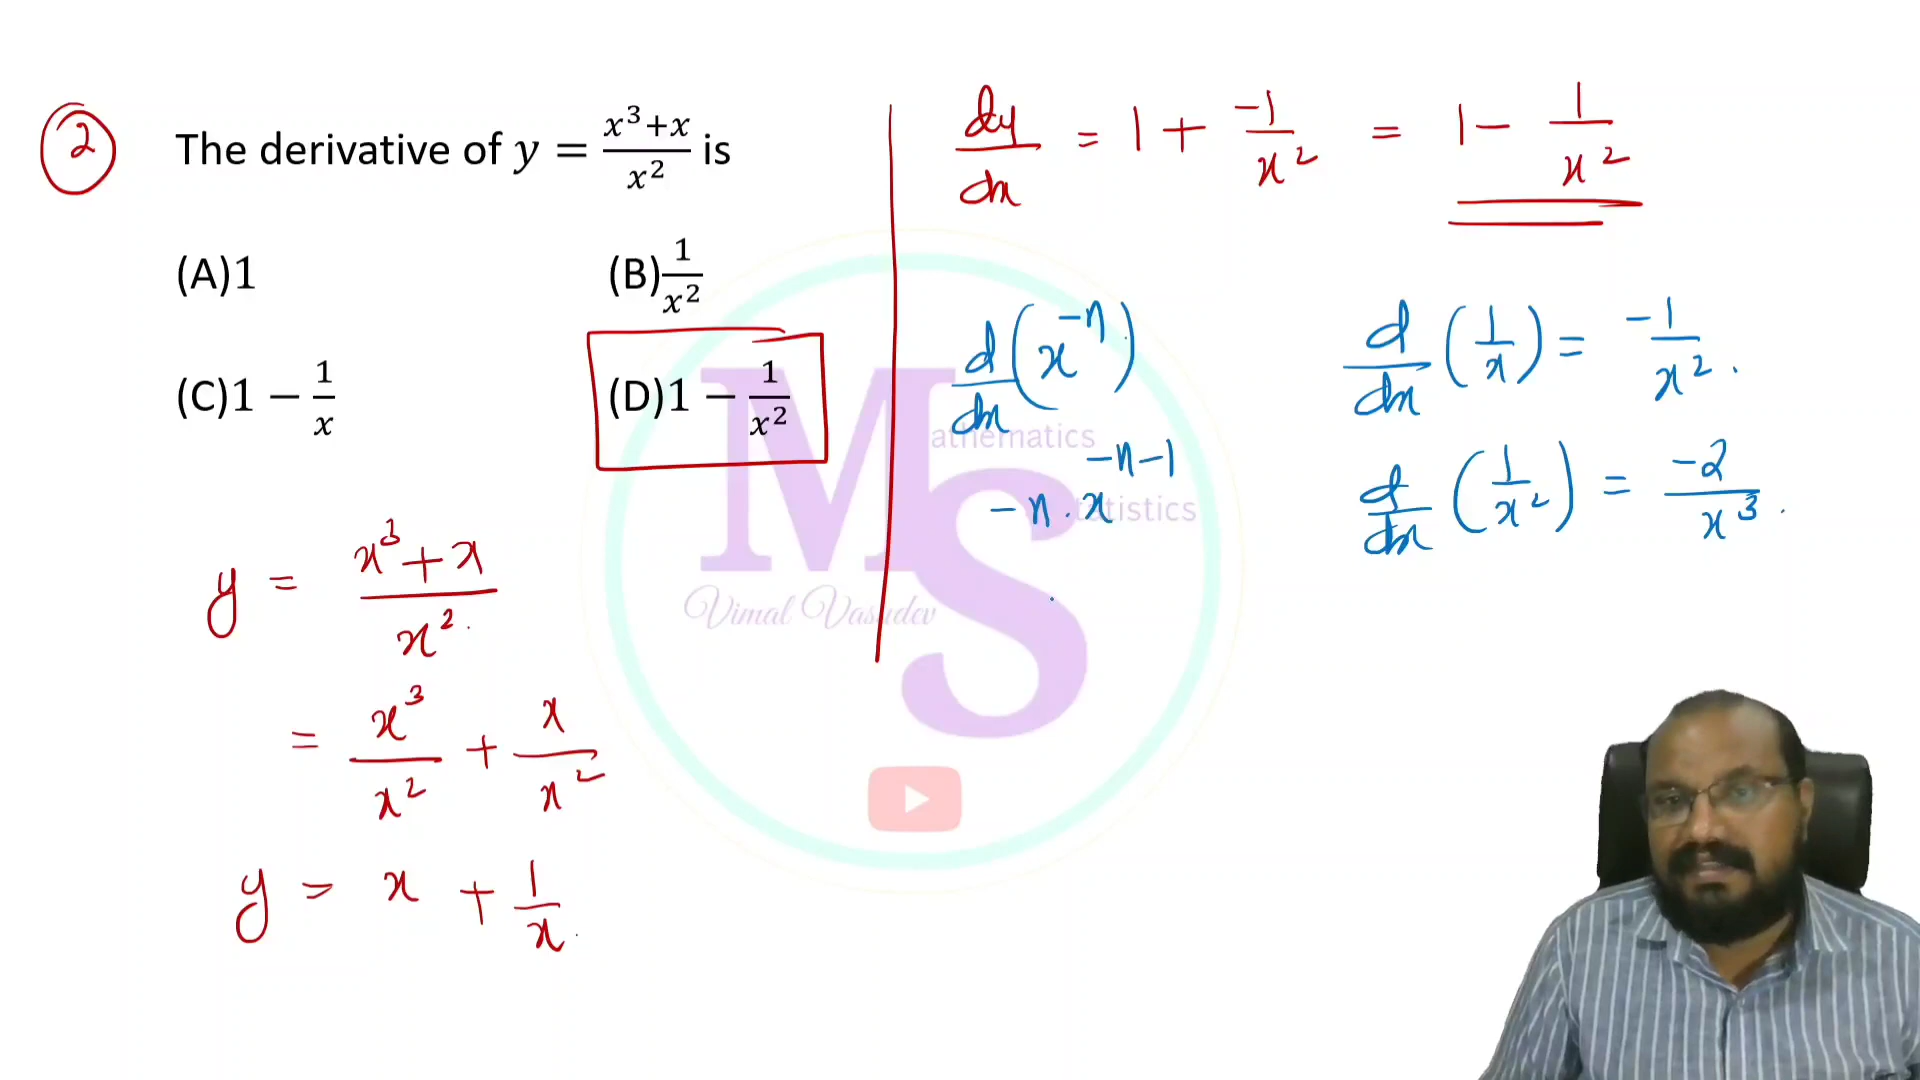 2 The derivative of y = (x³+x)/x² is
(A)1 (B)1/x²
(C)1 − 1/x (D)1 − 1/x²
y = (x³+x)/x².
= x³/x² + x/x²
y = x + 1/x.
dy/dx = 1 + -1/x² = 1 - 1/x²
d/dx (x⁻ⁿ)
-n . x⁻ⁿ⁻¹
d/dx (1/x) = -1/x².
d/dx (1/x²) = -2/x³.
MS
athematics
tatistics
Vimal Vasudev